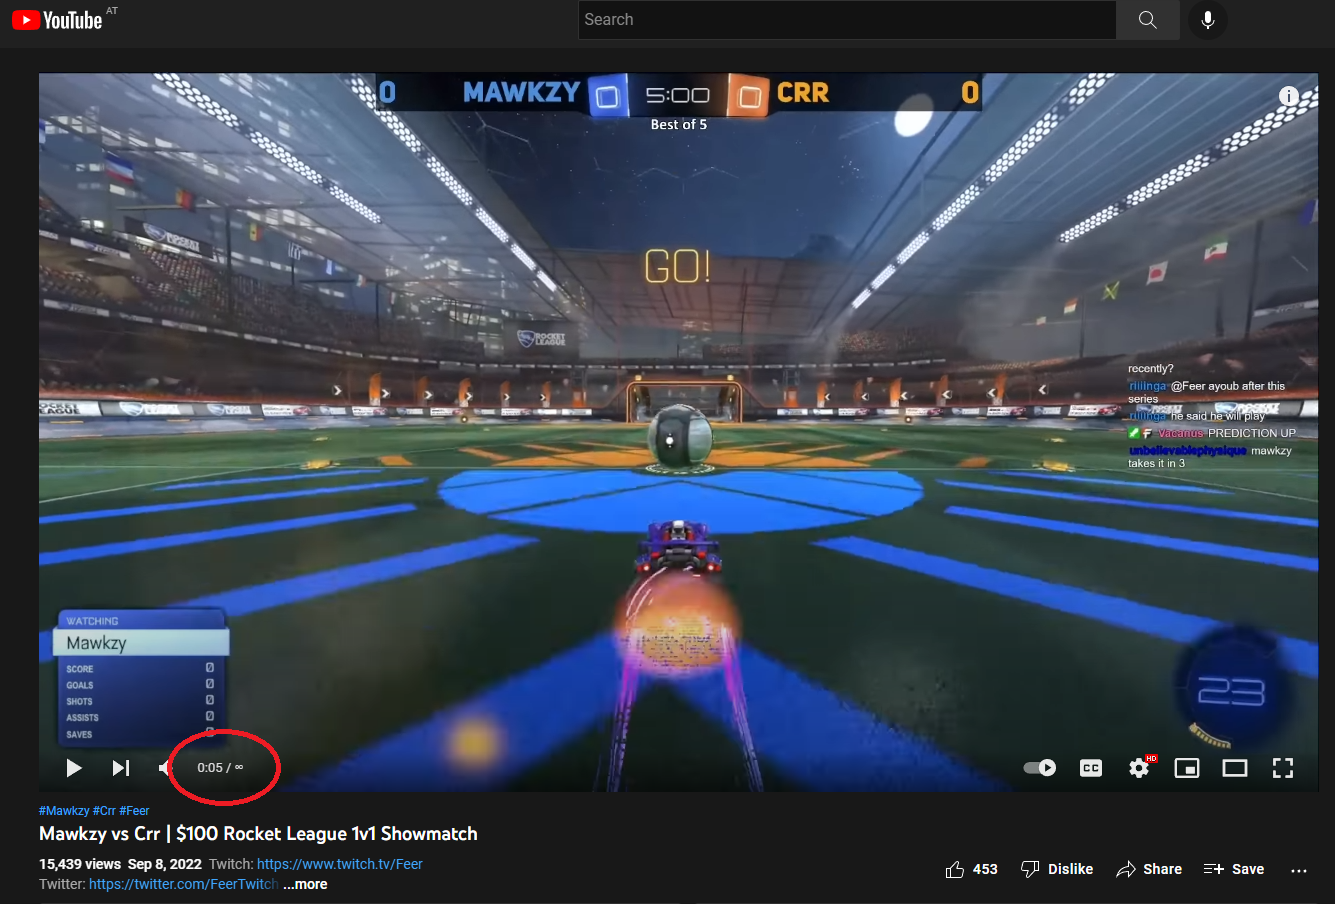 YouTube AT
Search
0 MAWKZY 5:00 CRR 0
Best of 5
GO!
ROCKET LEAGUE
recently?
riiiinga @Feer ayoub after this
series
riiiinga he said he will play
Vacanus PREDICTION UP
unbelievablephysique mawkzy
takes it in 3
WATCHING
Mawkzy
SCORE 0
GOALS 0
SHOTS 0
ASSISTS 0
SAVES 0
23
0:05 / ∞
CC
HD
#Mawkzy #Crr #Feer
Mawkzy vs Crr | $100 Rocket League 1v1 Showmatch
15,439 views Sep 8, 2022 Twitch: https://www.twitch.tv/Feer
Twitter: https://twitter.com/FeerTwitch ...more
453 Dislike Share Save